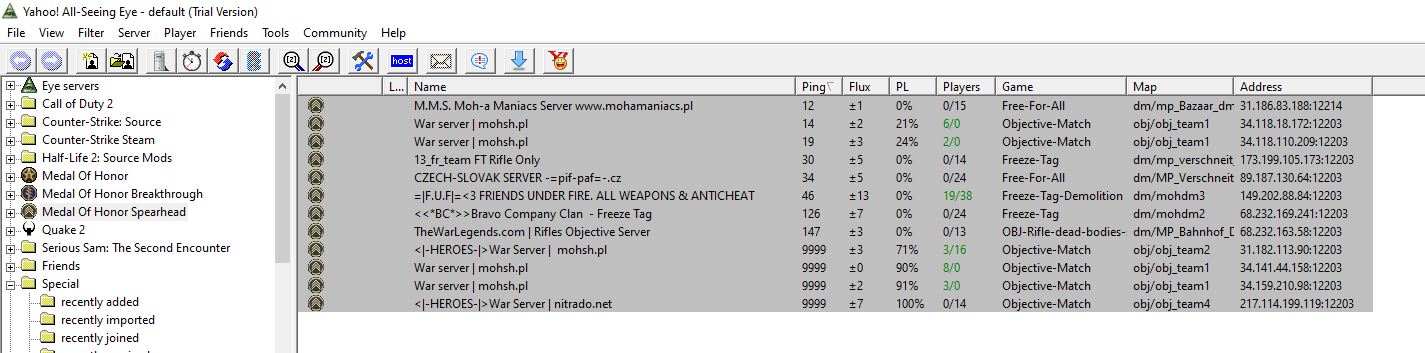 Yahoo! All-Seeing Eye - default (Trial Version)
File View Filter Server Player Friends Tools Community Help
host
L... Name Ping Flux PL Players Game Map Address
Eye servers
Call of Duty 2
Counter-Strike: Source
Counter-Strike Steam
Half-Life 2: Source Mods
Medal Of Honor
Medal Of Honor Breakthrough
Medal Of Honor Spearhead
Quake 2
Serious Sam: The Second Encounter
Friends
Special
recently added
recently imported
recently joined
M.M.S. Moh-a Maniacs Server www.mohamaniacs.pl 12 ±1 0% 0/15 Free-For-All dm/mp_Bazaar_dm 31.186.83.188:12214
War server | mohsh.pl 14 ±2 21% 6/0 Objective-Match obj/obj_team1 34.118.18.172:12203
War server | mohsh.pl 19 ±3 24% 2/0 Objective-Match obj/obj_team1 34.118.110.209:12203
13_fr_team FT Rifle Only 30 ±5 0% 0/14 Freeze-Tag dm/mp_verschneit, 173.199.105.173:12203
CZECH-SLOVAK SERVER -=pif-paf=-.cz 34 ±5 0% 0/24 Free-For-All dm/MP_Verschneit, 89.187.130.64:12203
=|F.U.F|=<3 FRIENDS UNDER FIRE. ALL WEAPONS & ANTICHEAT 46 ±13 0% 19/38 Freeze-Tag-Demolition dm/mohdm3 149.202.88.84:12203
<<*BC*>>Bravo Company Clan - Freeze Tag 126 ±7 0% 0/24 Freeze-Tag dm/mohdm2 68.232.169.241:12203
TheWarLegends.com | Rifles Objective Server 147 ±3 0% 0/13 OBJ-Rifle-dead-bodies- dm/MP_Bahnhof_D 68.232.163.58:12203
<|-HEROES-|>War Server | mohsh.pl 9999 ±3 71% 3/16 Objective-Match obj/obj_team2 31.182.113.90:12203
War server | mohsh.pl 9999 ±0 90% 8/0 Objective-Match obj/obj_team1 34.141.44.158:12203
War server | mohsh.pl 9999 ±2 91% 3/0 Objective-Match obj/obj_team1 34.159.210.98:12203
<|-HEROES-|>War Server | nitrado.net 9999 ±7 100% 0/14 Objective-Match obj/obj_team4 217.114.199.119:12203